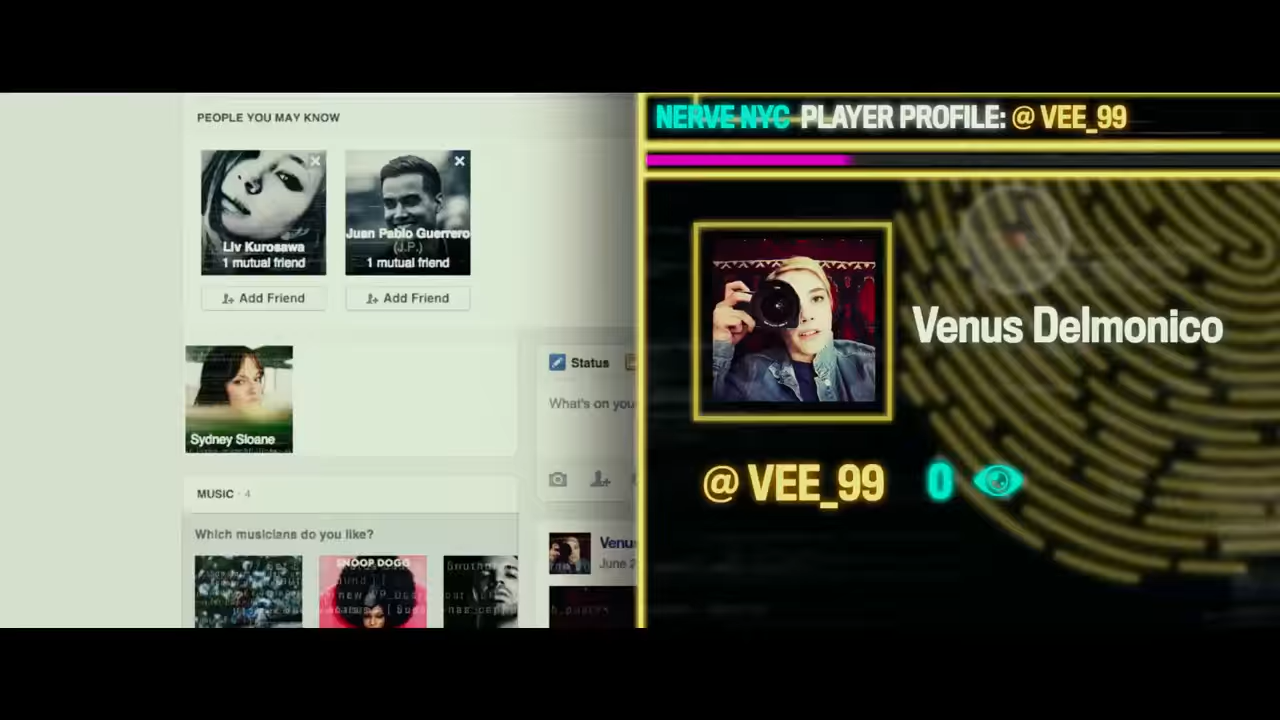 PEOPLE YOU MAY KNOW
Liv Kurosawa
1 mutual friend
Add Friend
Juan Pablo Guerrero
(J.P.)
1 mutual friend
Add Friend
Sydney Sloane
MUSIC · 4
Which musicians do you like?
SNOOP DOGG
Status
What's on you
Venu
June 2
NERVE NYC PLAYER PROFILE: @ VEE_99
Venus Delmonico
@ VEE_99 0